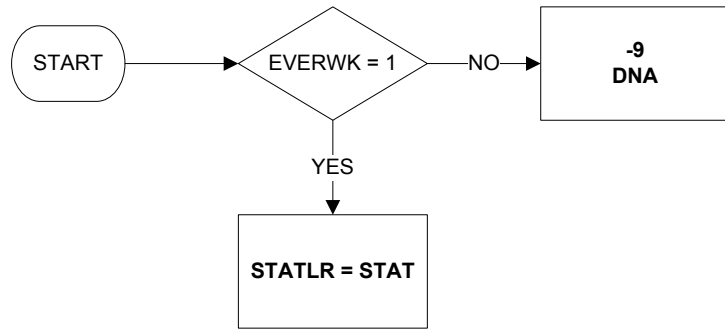 START
EVERWK = 1
NO
-9
DNA
YES
STATLR = STAT